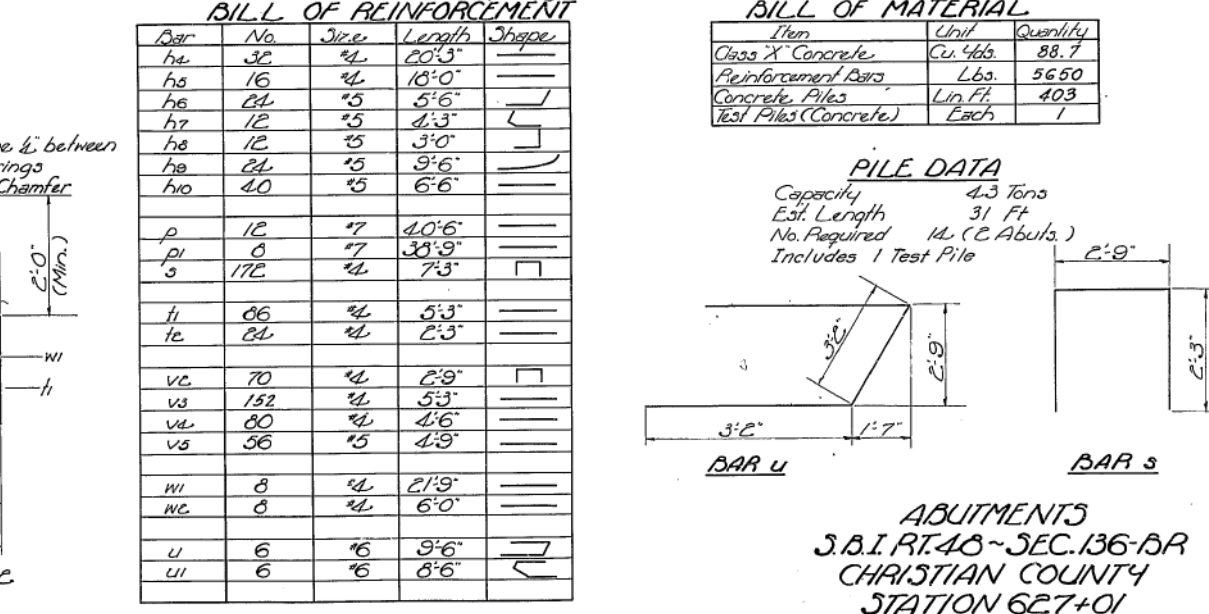 BILL OF REINFORCEMENT
Bar No. Size Length Shape
h4 32 #4 20'-3"
h5 16 #4 18'-0"
h6 24 #5 5'-6"
h7 12 #5 4'-3"
h8 12 #5 3'-0"
h9 24 #5 9'-6"
h10 40 #5 6'-6"
p 12 #7 40'-6"
p1 8 #7 38'-9"
s 172 #4 7'-3"
t1 86 #4 5'-3"
t2 24 #4 2'-3"
v2 70 #4 2'-9"
v3 152 #4 5'-3"
v4 80 #4 4'-6"
v5 56 #5 4'-9"
w1 8 #4 21'-9"
w2 8 #4 6'-0"
u 6 #6 9'-6"
u1 6 #6 8'-6"
between
Chamfer
2'-0"
(Min.)
w1
t1
BILL OF MATERIAL
Item Unit Quantity
Class "X" Concrete Cu. Yds. 88.7
Reinforcement Bars Lbs. 5650
Concrete Piles Lin. Ft. 403
Test Piles (Concrete) Each 1
PILE DATA
Capacity 43 Tons
Est. Length 31 Ft
No. Required 14 (2 Abuts.)
Includes 1 Test Pile
3'-2"
2'-9"
3'-2"
1'-7"
BAR u
2'-9"
2'-3"
BAR s
ABUTMENTS
S.B.I. RT. 48 ~ SEC. 136-BR
CHRISTIAN COUNTY
STATION 627+01